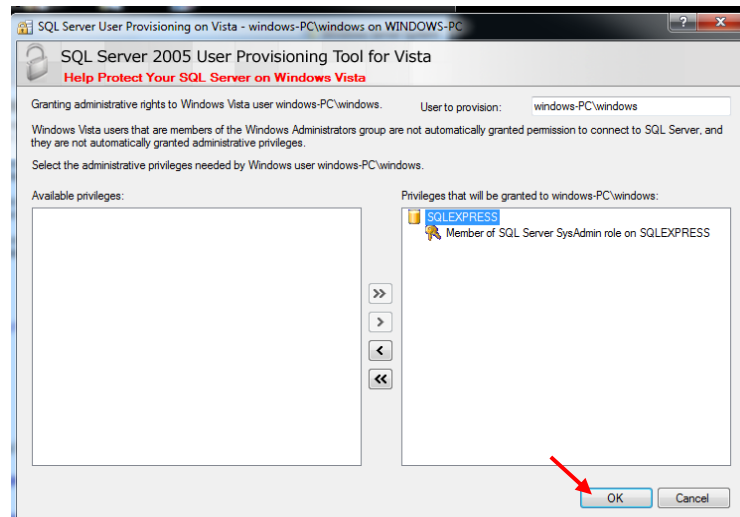 SQL Server User Provisioning on Vista - windows-PC\windows on WINDOWS-PC
SQL Server 2005 User Provisioning Tool for Vista
Help Protect Your SQL Server on Windows Vista
Granting administrative rights to Windows Vista user windows-PC\windows.
User to provision:
windows-PC\windows
Windows Vista users that are members of the Windows Administrators group are not automatically granted permission to connect to SQL Server, and
they are not automatically granted administrative privileges.
Select the administrative privileges needed by Windows user windows-PC\windows.
Available privileges:
Privileges that will be granted to windows-PC\windows:
SQLEXPRESS
Member of SQL Server SysAdmin role on SQLEXPRESS
>>
>
<
<<
OK
Cancel